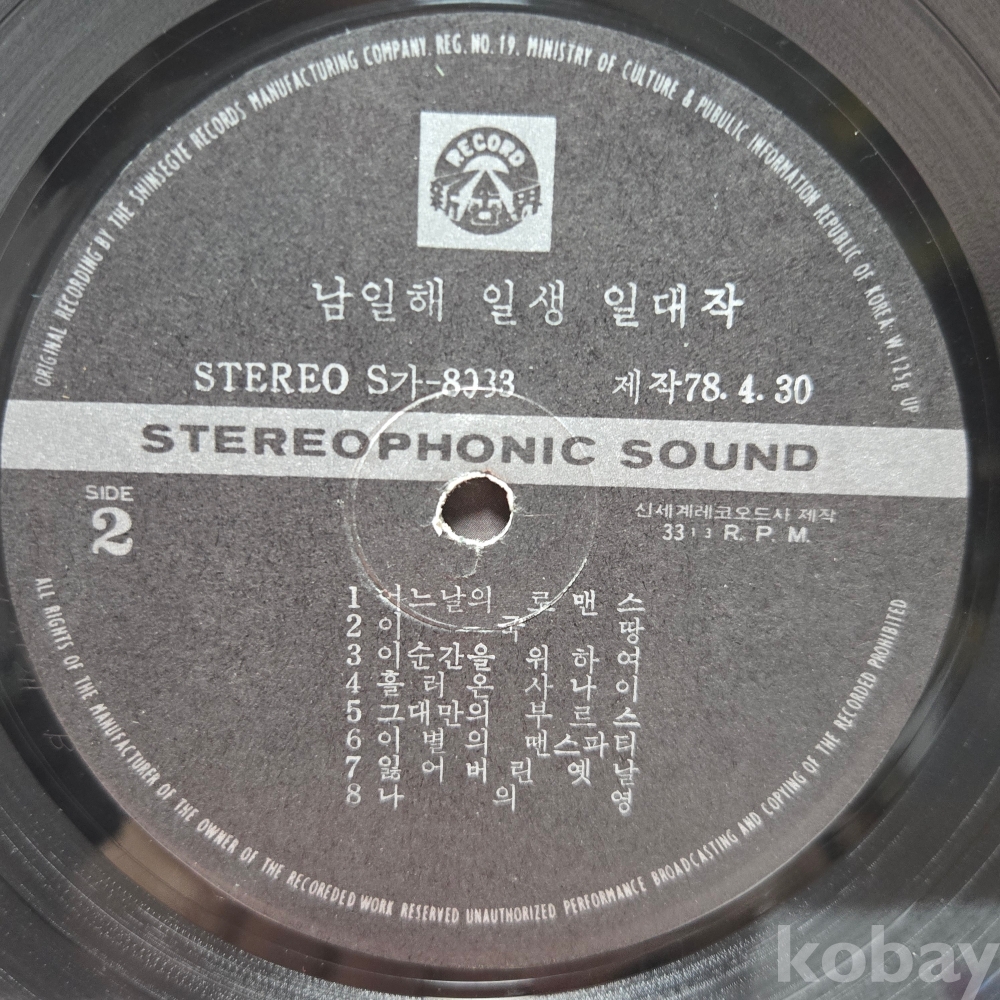 ORIGINAL RECORDING BY THE SHINSEGYE RECORDS MANUFACTURING COMPANY. REG. NO. 19. MINISTRY OF CULTURE & PUBULIC INFORMATION REPUBLIC OF KOREA: W.125g UP
RECORD
新世界
남일해 일생 일대작
STEREO S가-8033 제작78. 4. 30
STEREOPHONIC SOUND
SIDE
2
신세계레코오드사 제작
33 1 3 R. P. M.
1 어느날의 로맨스
2 이국땅
3 이순간을 위하여
4 흘러온 사나이
5 그대만의 부르스
6 이별의 땐스파티
7 잃어버린 옛날
8 나의 영
ALL RIGHTS OF THE MANUFACTURER OF THE OWNER OF THE RECOREDED WORK RESERVED UNAUTHORIZED PERFORMANCE BROADCASTING AND COPYING OF THE RECORDED PROHIBITED
kobay